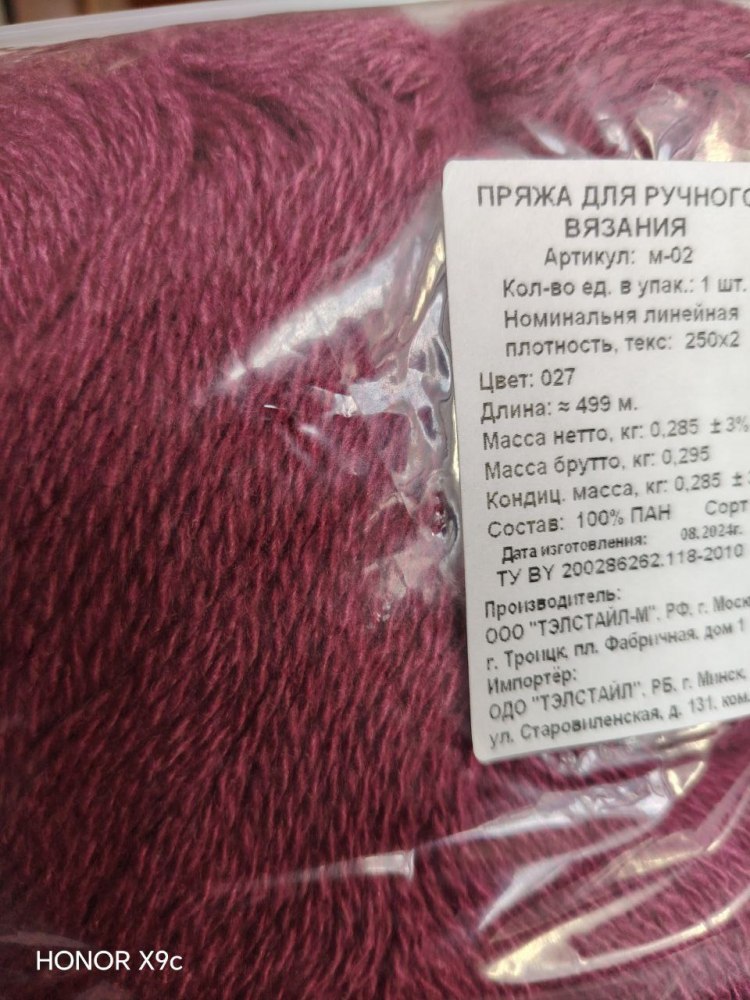 ПРЯЖА ДЛЯ РУЧНОГО
ВЯЗАНИЯ
Артикул: м-02
Кол-во ед. в упак.: 1 шт.
Номинальня линейная
плотность, текс: 250х2
Цвет: 027
Длина: ≈ 499 м.
Масса нетто, кг: 0,285 ± 3%
Масса брутто, кг: 0,295
Кондиц. масса, кг: 0,285 ±
Состав: 100% ПАН Сорт
Дата изготовления: 08.2024г.
ТУ BY 200286262.118-2010
Производитель:
ООО "ТЭЛСТАЙЛ-М", РФ, г. Моск
г. Троицк, пл. Фабричная, дом 1
Импортёр:
ОДО "ТЭЛСТАЙЛ", РБ, г. Минск,
ул. Старовиленская, д. 131, ком.
HONOR X9c